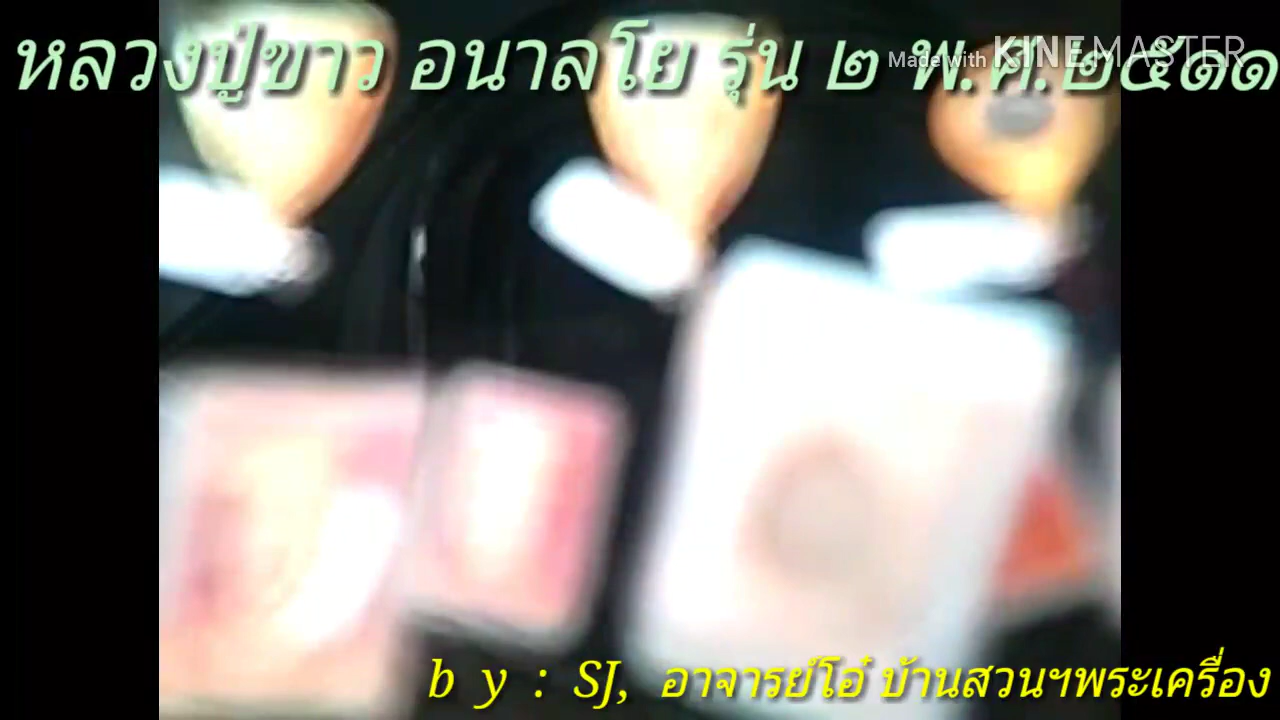 หลวงปู่ขาว อนาลโย รุ่น ๒ พ.ศ.๒๕๑๑
Made with KINEMASTER
b y : SJ, อาจารย์โอ๋ บ้านสวนฯพระเครื่อง